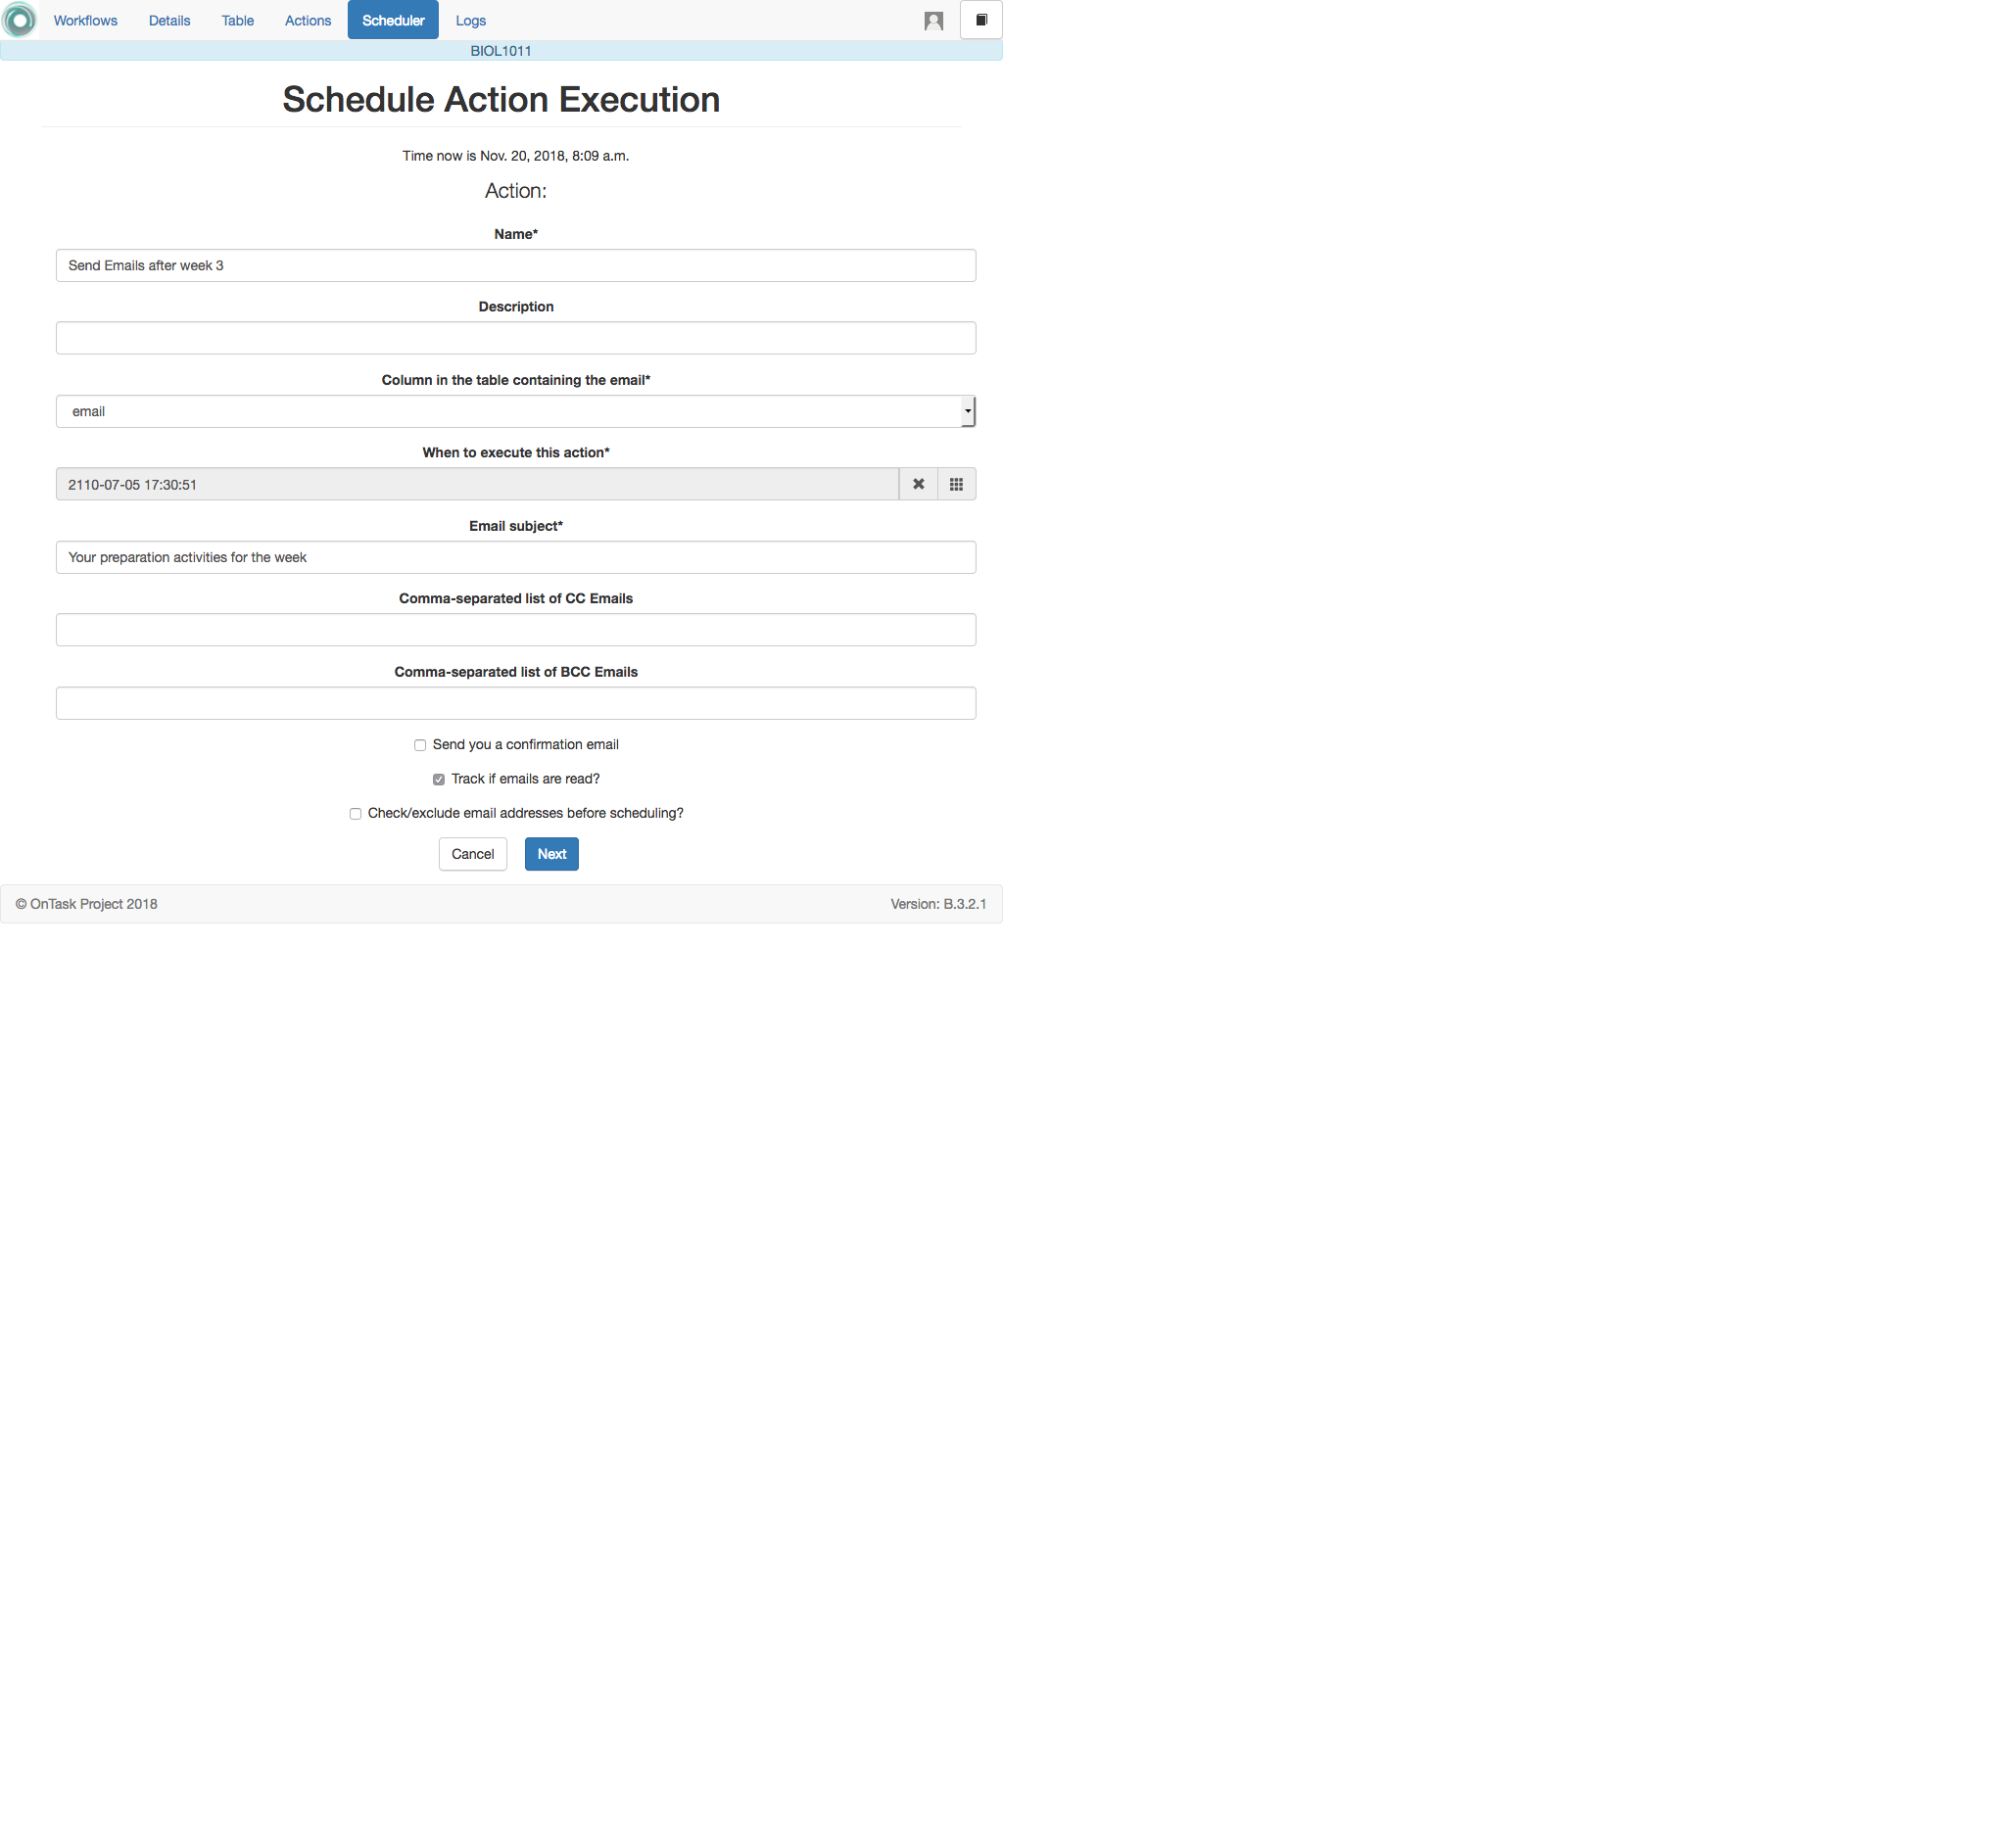 Workflows Details Table Actions Scheduler Logs
BIOL1011
Schedule Action Execution
Time now is Nov. 20, 2018, 8:09 a.m.
Action:
Name*
Send Emails after week 3
Description
Column in the table containing the email*
email
When to execute this action*
2110-07-05 17:30:51
Email subject*
Your preparation activities for the week
Comma-separated list of CC Emails
Comma-separated list of BCC Emails
Send you a confirmation email
Track if emails are read?
Check/exclude email addresses before scheduling?
Cancel Next
© OnTask Project 2018 Version: B.3.2.1